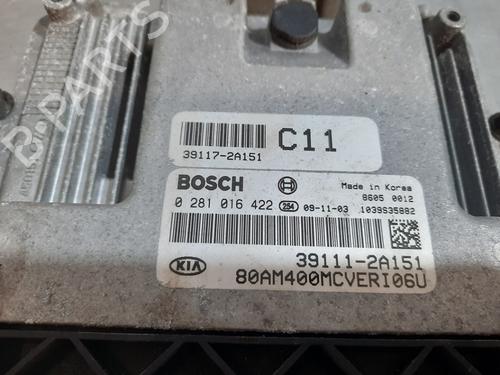 C11
39117-2A151
BOSCH
Made in Korea
8605 0012
0 281 016 422 254 09-11-03 1039S35882
39111-2A151
KIA
80AM400MCVERI06U
B-PARTS